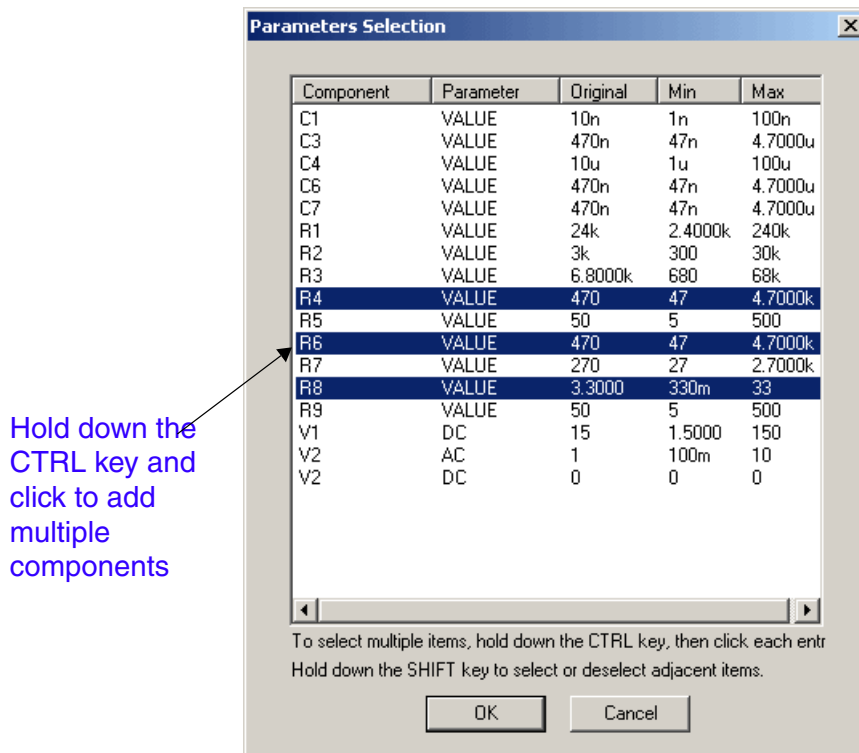 Parameters Selection
Component Parameter Original Min Max
C1 VALUE 10n 1n 100n
C3 VALUE 470n 47n 4.7000u
C4 VALUE 10u 1u 100u
C6 VALUE 470n 47n 4.7000u
C7 VALUE 470n 47n 4.7000u
R1 VALUE 24k 2.4000k 240k
R2 VALUE 3k 300 30k
R3 VALUE 6.8000k 680 68k
R4 VALUE 470 47 4.7000k
R5 VALUE 50 5 500
R6 VALUE 470 47 4.7000k
R7 VALUE 270 27 2.7000k
R8 VALUE 3.3000 330m 33
R9 VALUE 50 5 500
V1 DC 15 1.5000 150
V2 AC 1 100m 10
V2 DC 0 0 0
Hold down the
CTRL key and
click to add
multiple
components
To select multiple items, hold down the CTRL key, then click each entr
Hold down the SHIFT key to select or deselect adjacent items.
OK Cancel